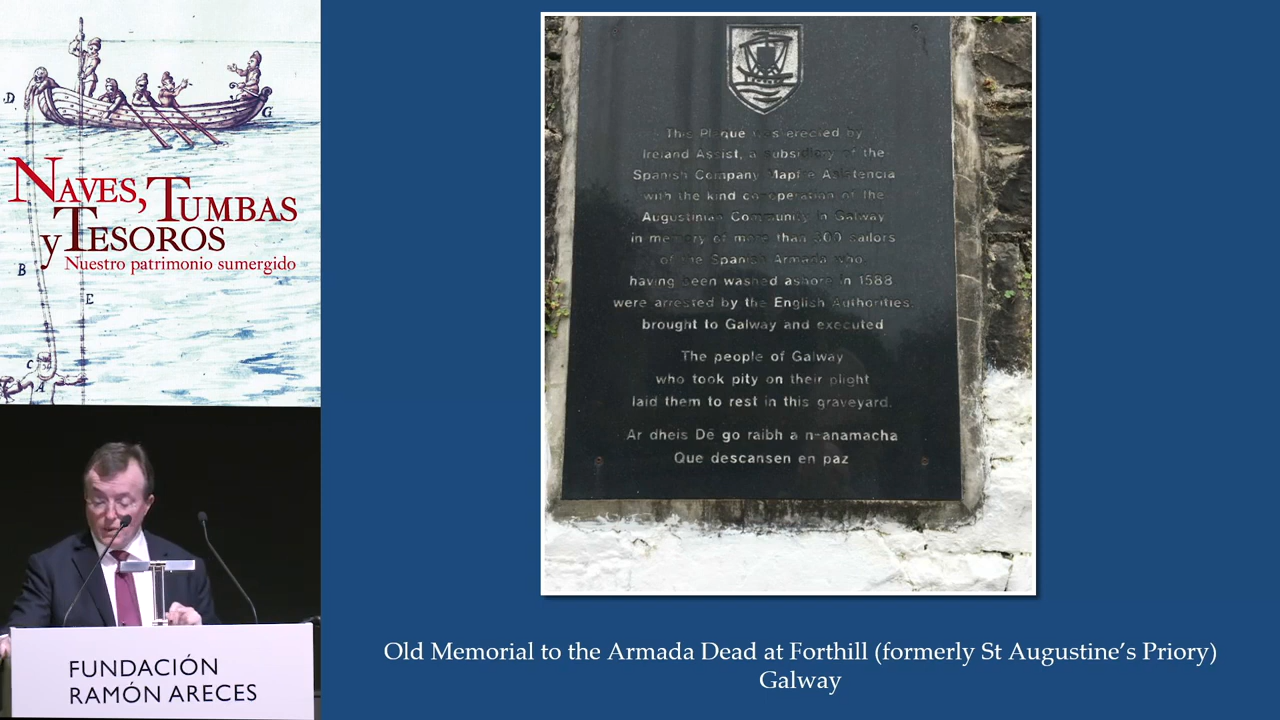 NAVES, TUMBAS
y TESOROS
Nuestro patrimonio sumergido
D
G
B
E
C
A
FUNDACIÓN
RAMÓN ARECES
This Plaque was erected by
Ireland Assist, a subsidiary of the
Spanish Company Mapfre Asistencia
with the kind co-operation of the
Augustinian Community in Galway
in memory of more than 300 sailors
of the Spanish Armada who
having been washed ashore in 1588
were arrested by the English Authorities,
brought to Galway and executed
The people of Galway
who took pity on their plight
laid them to rest in this graveyard.
Ar dheis Dé go raibh a n-anamacha
Que descansen en paz
Old Memorial to the Armada Dead at Forthill (formerly St Augustine’s Priory)
Galway